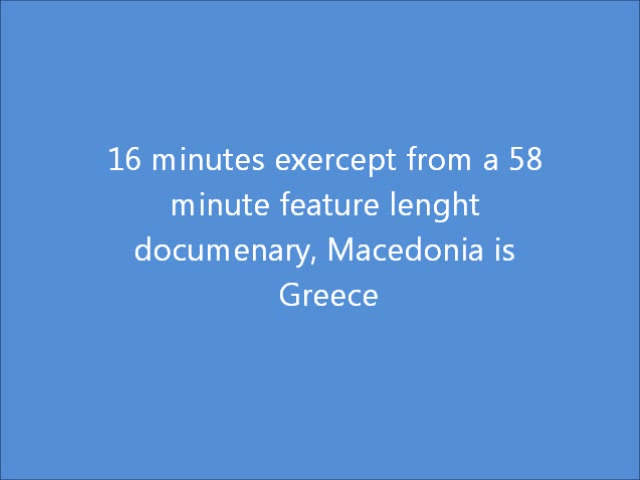 16 minutes exercept from a 58
minute feature lenght
documenary, Macedonia is
Greece